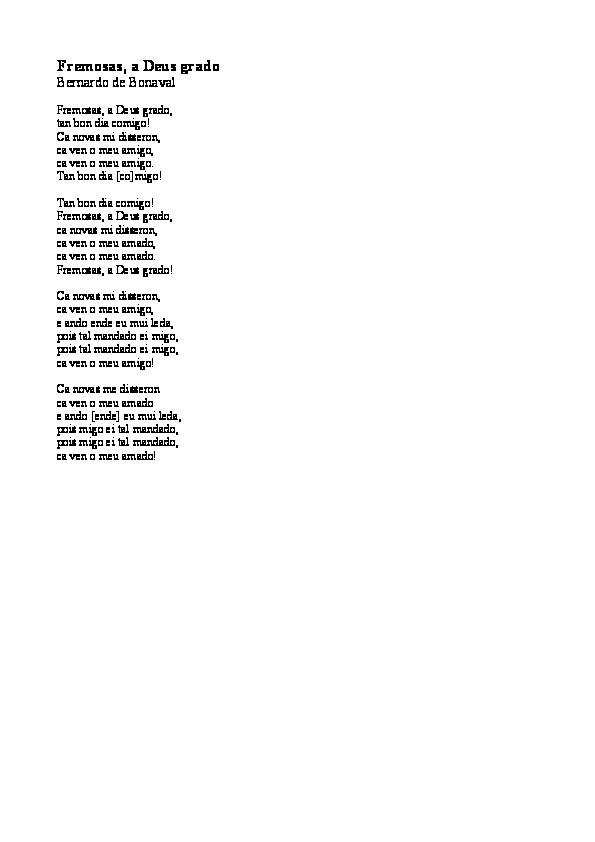 Fremosas, a Deus grado
Bernardo de Bonaval
Fremosas, a Deus grado,
tan bon dia comigo!
Ca novas mi disseron,
ca ven o meu amigo,
ca ven o meu amigo.
Tan bon dia [co]migo!
Tan bon dia comigo!
Fremosas, a Deus grado,
ca novas mi disseron,
ca ven o meu amado,
ca ven o meu amado.
Fremosas, a Deus grado!
Ca novas mi disseron,
ca ven o meu amigo,
e ando ende eu mui leda,
pois tal mandado ei migo,
pois tal mandado ei migo,
ca ven o meu amigo!
Ca novas me disseron
ca ven o meu amado
e ando [ende] eu mui leda,
pois migo ei tal mandado,
pois migo ei tal mandado,
ca ven o meu amado!